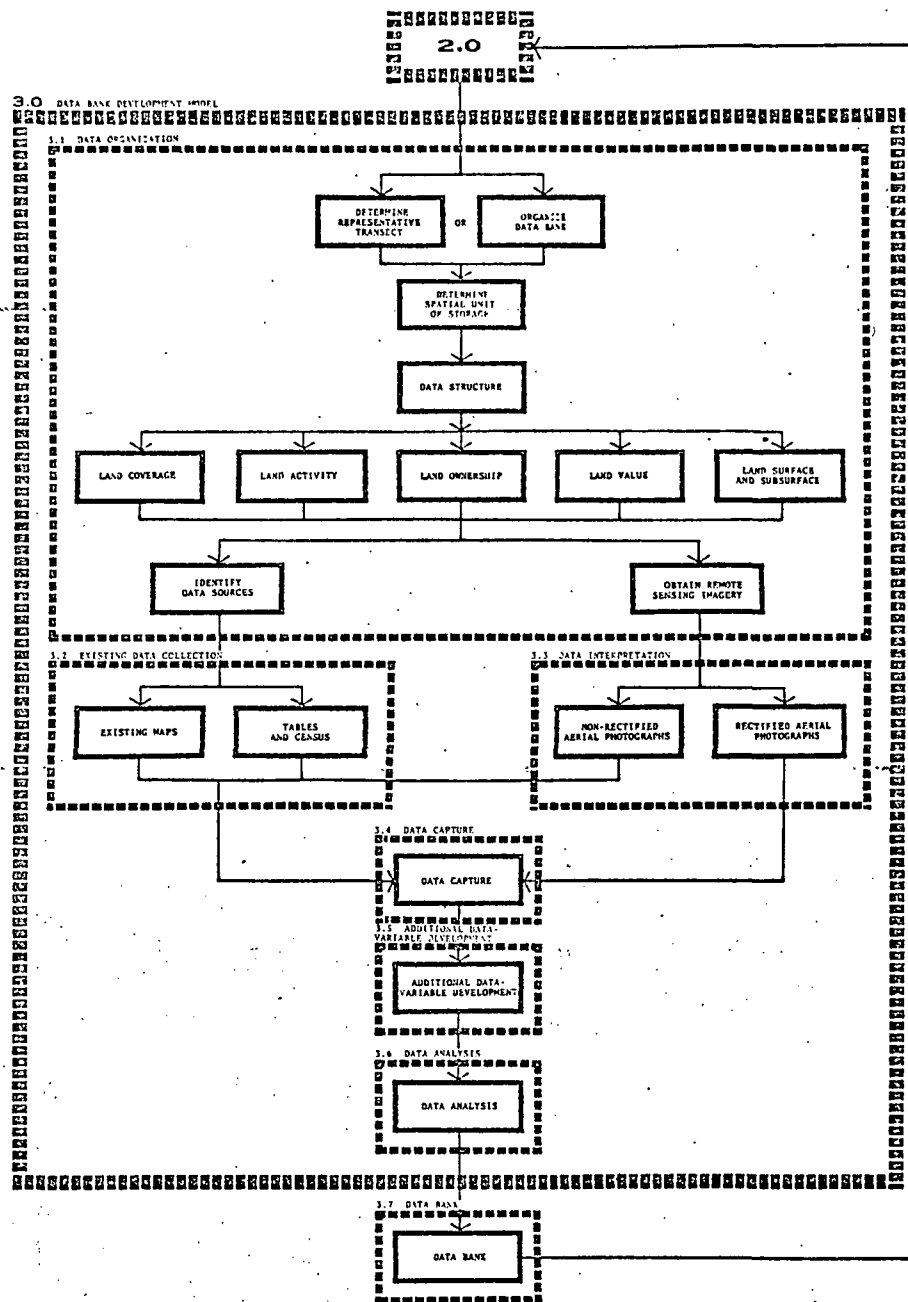 2.0
3.0 DATA BANK DEVELOPMENT MODEL
3.1 DATA ORGANIZATION
DETERMINE
REPRESENTATIVE
TRANSECT
OR
ORGANIZE
DATA BANK
DETERMINE
SPATIAL UNIT
OF STORAGE
DATA STRUCTURE
LAND COVERAGE
LAND ACTIVITY
LAND OWNERSHIP
LAND VALUE
LAND SURFACE
AND SUBSURFACE
IDENTIFY
DATA SOURCES
OBTAIN REMOTE
SENSING IMAGERY
3.2 EXISTING DATA COLLECTION
3.3 DATA INTERPRETATION
EXISTING MAPS
TABLES
AND CENSUS
NON-RECTIFIED
AERIAL PHOTOGRAPHS
RECTIFIED AERIAL
PHOTOGRAPHS
3.4 DATA CAPTURE
DATA CAPTURE
3.5 ADDITIONAL DATA-
VARIABLE DEVELOPMENT
ADDITIONAL DATA-
VARIABLE DEVELOPMENT
3.6 DATA ANALYSIS
DATA ANALYSIS
3.7 DATA BANK
DATA BANK